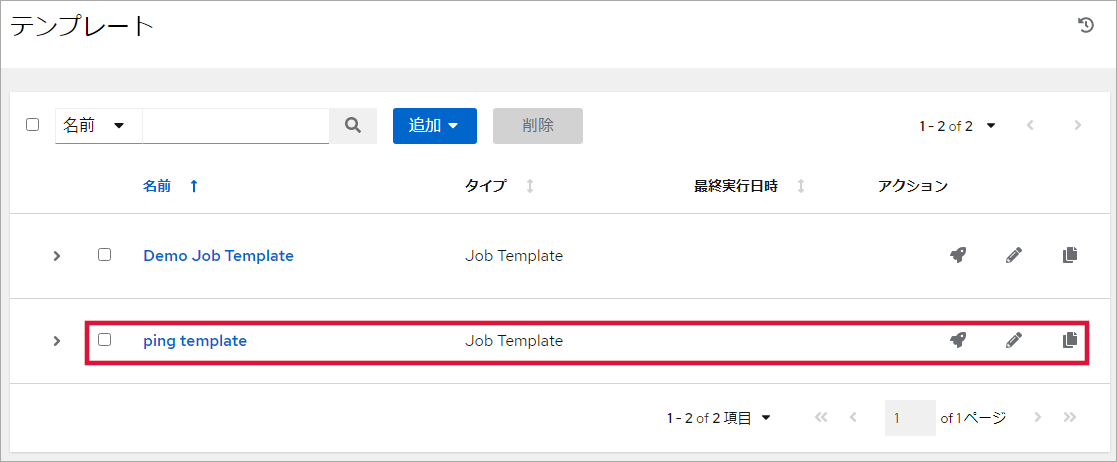 テンプレート
名前 追加 削除 1 - 2 of 2
名前 タイプ 最終実行日時 アクション
Demo Job Template Job Template
ping template Job Template
1 - 2 of 2 項目 1 of 1 ページ